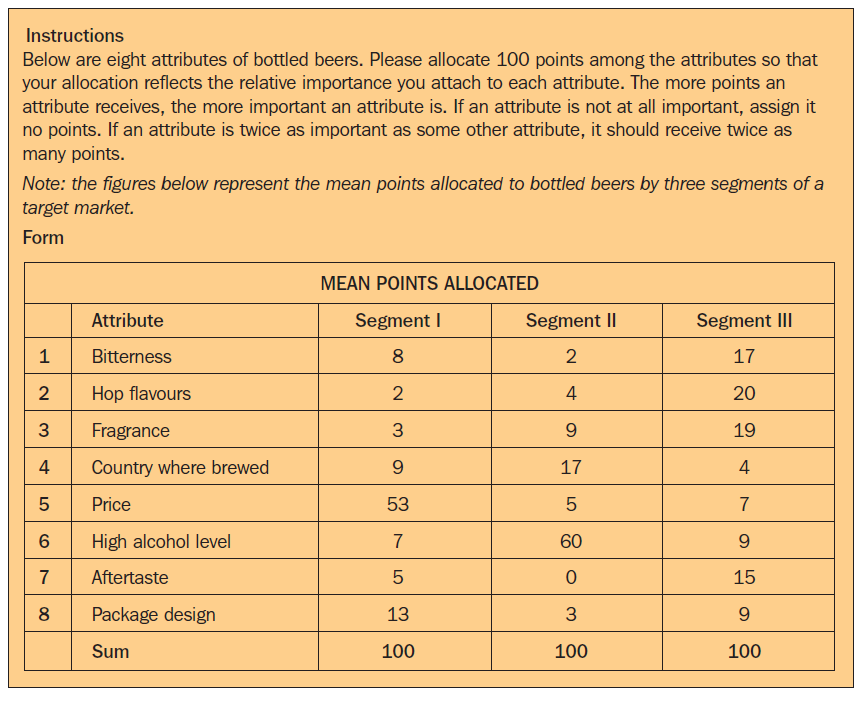 Instructions
Below are eight attributes of bottled beers. Please allocate 100 points among the attributes so that
your allocation reflects the relative importance you attach to each attribute. The more points an
attribute receives, the more important an attribute is. If an attribute is not at all important, assign it
no points. If an attribute is twice as important as some other attribute, it should receive twice as
many points.
Note: the figures below represent the mean points allocated to bottled beers by three segments of a
target market.
Form
MEAN POINTS ALLOCATED
Attribute Segment I Segment II Segment III
1 Bitterness 8 2 17
2 Hop flavours 2 4 20
3 Fragrance 3 9 19
4 Country where brewed 9 17 4
5 Price 53 5 7
6 High alcohol level 7 60 9
7 Aftertaste 5 0 15
8 Package design 13 3 9
Sum 100 100 100